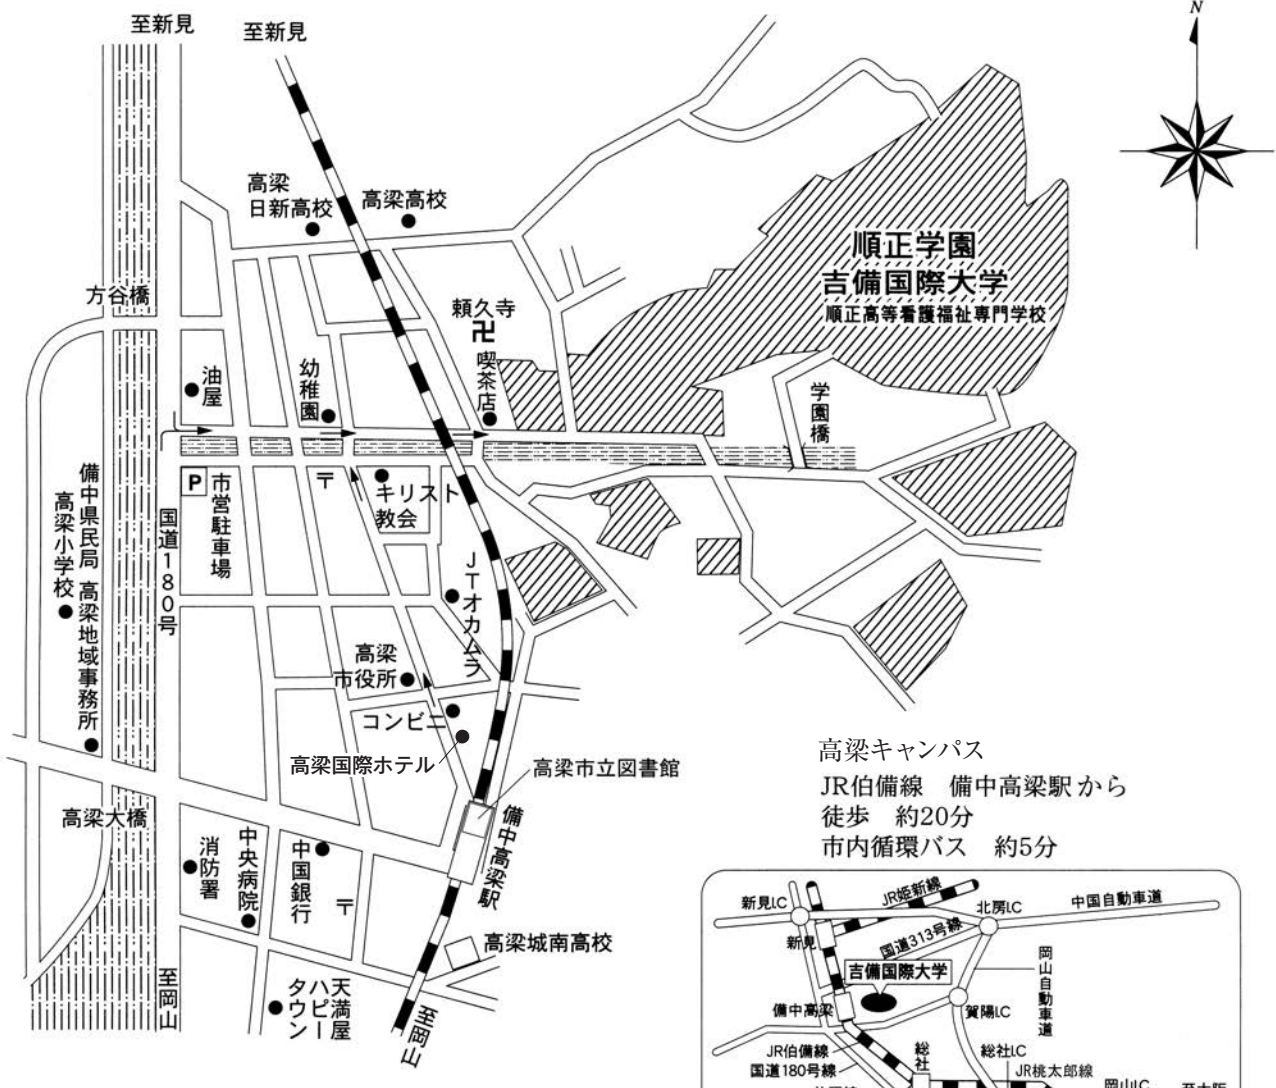 至新見
至新見
N
高梁
日新高校
高梁高校
順正学園
吉備国際大学
順正高等看護福祉専門学校
方谷橋
頼久寺
卍
喫茶店
油屋
幼稚園
学園橋
P
市営駐車場
〒
キリスト
教会
備中県民局 高梁地域事務所
高梁小学校
国道180号
JTオカムラ
高梁
市役所
コンビニ
高梁国際ホテル
高梁市立図書館
備中高梁駅
高梁大橋
消防署
中央病院
中国銀行
〒
高梁城南高校
至岡山
天満屋
ハピー
タウン
至岡山
高梁キャンパス
JR伯備線 備中高梁駅から
徒歩 約20分
市内循環バス 約5分
新見I.C
JR姫新線
北房I.C
中国自動車道
新見
国道313号線
吉備国際大学
岡山自動車道
備中高梁
賀陽I.C
JR伯備線
国道180号線
総社
総社I.C
JR桃太郎線
岡山I.C
至大阪